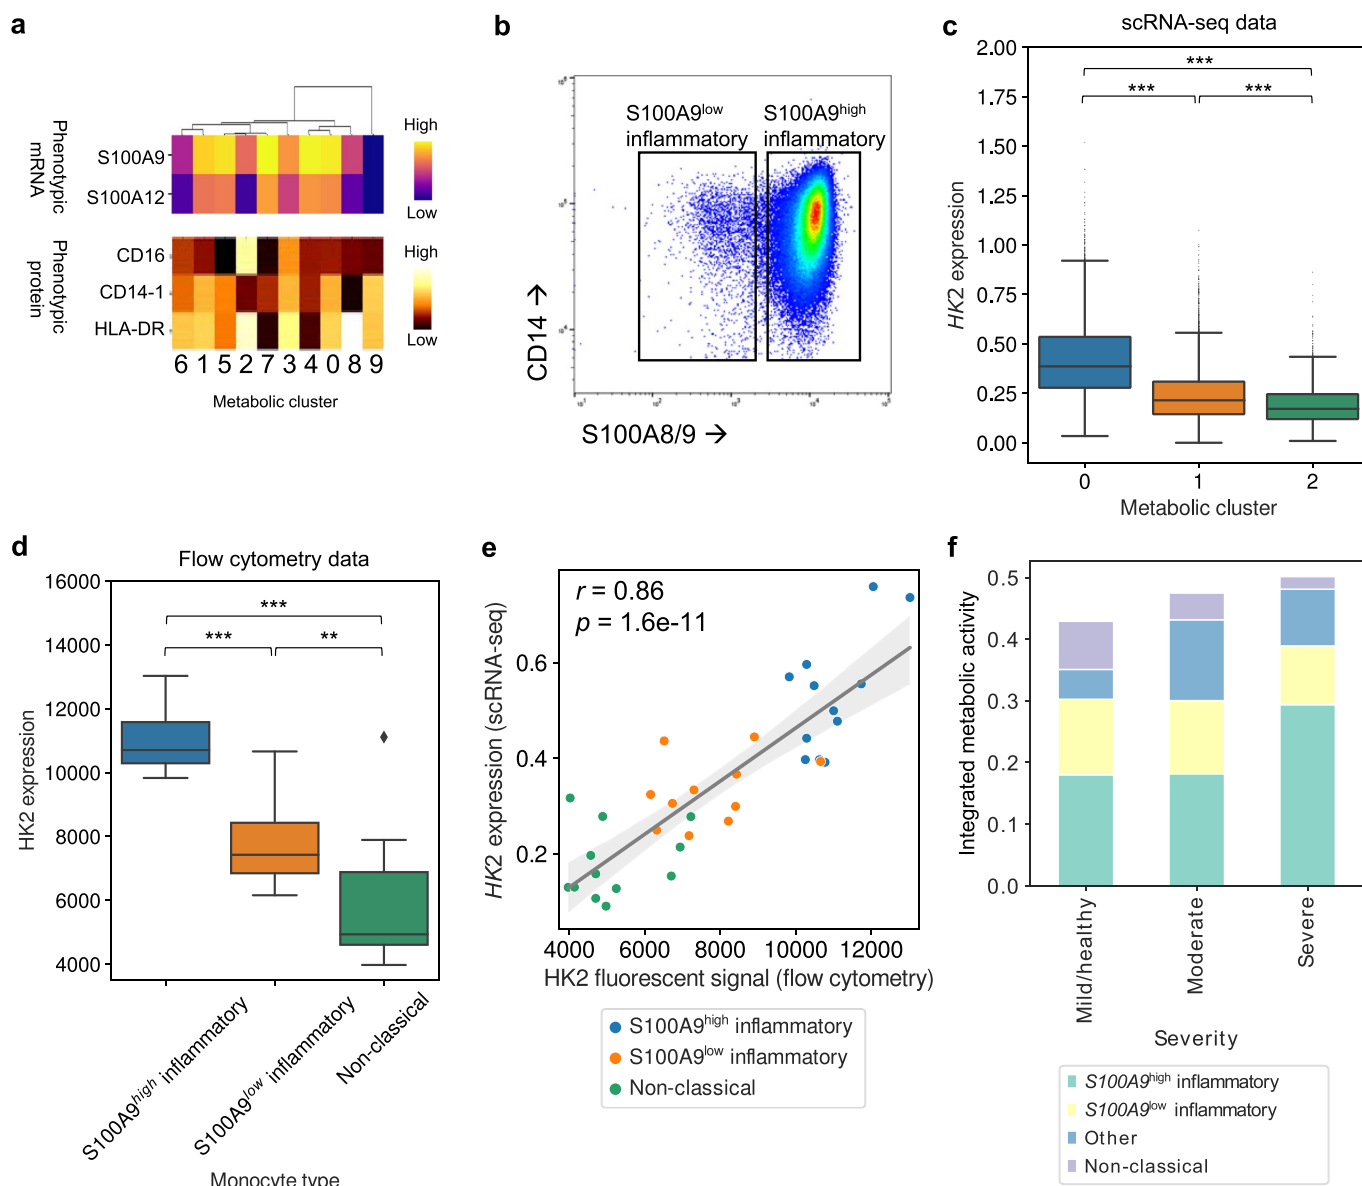 a
Phenotypic
mRNA
S100A9
S100A12
High
Low
Phenotypic
protein
CD16
CD14-1
HLA-DR
High
Low
6 1 5 2 7 3 4 0 8 9
Metabolic cluster
b
S100A9low
inflammatory
S100A9high
inflammatory
CD14 →
S100A8/9 →
c
scRNA-seq data
2.00
1.75
1.50
1.25
1.00
0.75
0.50
0.25
0.00
HK2 expression
***
***
***
0 1 2
Metabolic cluster
d
Flow cytometry data
16000
14000
12000
10000
8000
6000
4000
HK2 expression
***
***
**
S100A9high inflammatory
S100A9low inflammatory
Non-classical
Monocyte type
e
r = 0.86
p = 1.6e-11
HK2 expression (scRNA-seq)
0.6
0.4
0.2
4000 6000 8000 10000 12000
HK2 fluorescent signal (flow cytometry)
S100A9high inflammatory
S100A9low inflammatory
Non-classical
f
Integrated metabolic activity
0.5
0.4
0.3
0.2
0.1
0.0
Mild/healthy
Moderate
Severe
Severity
S100A9high inflammatory
S100A9low inflammatory
Other
Non-classical